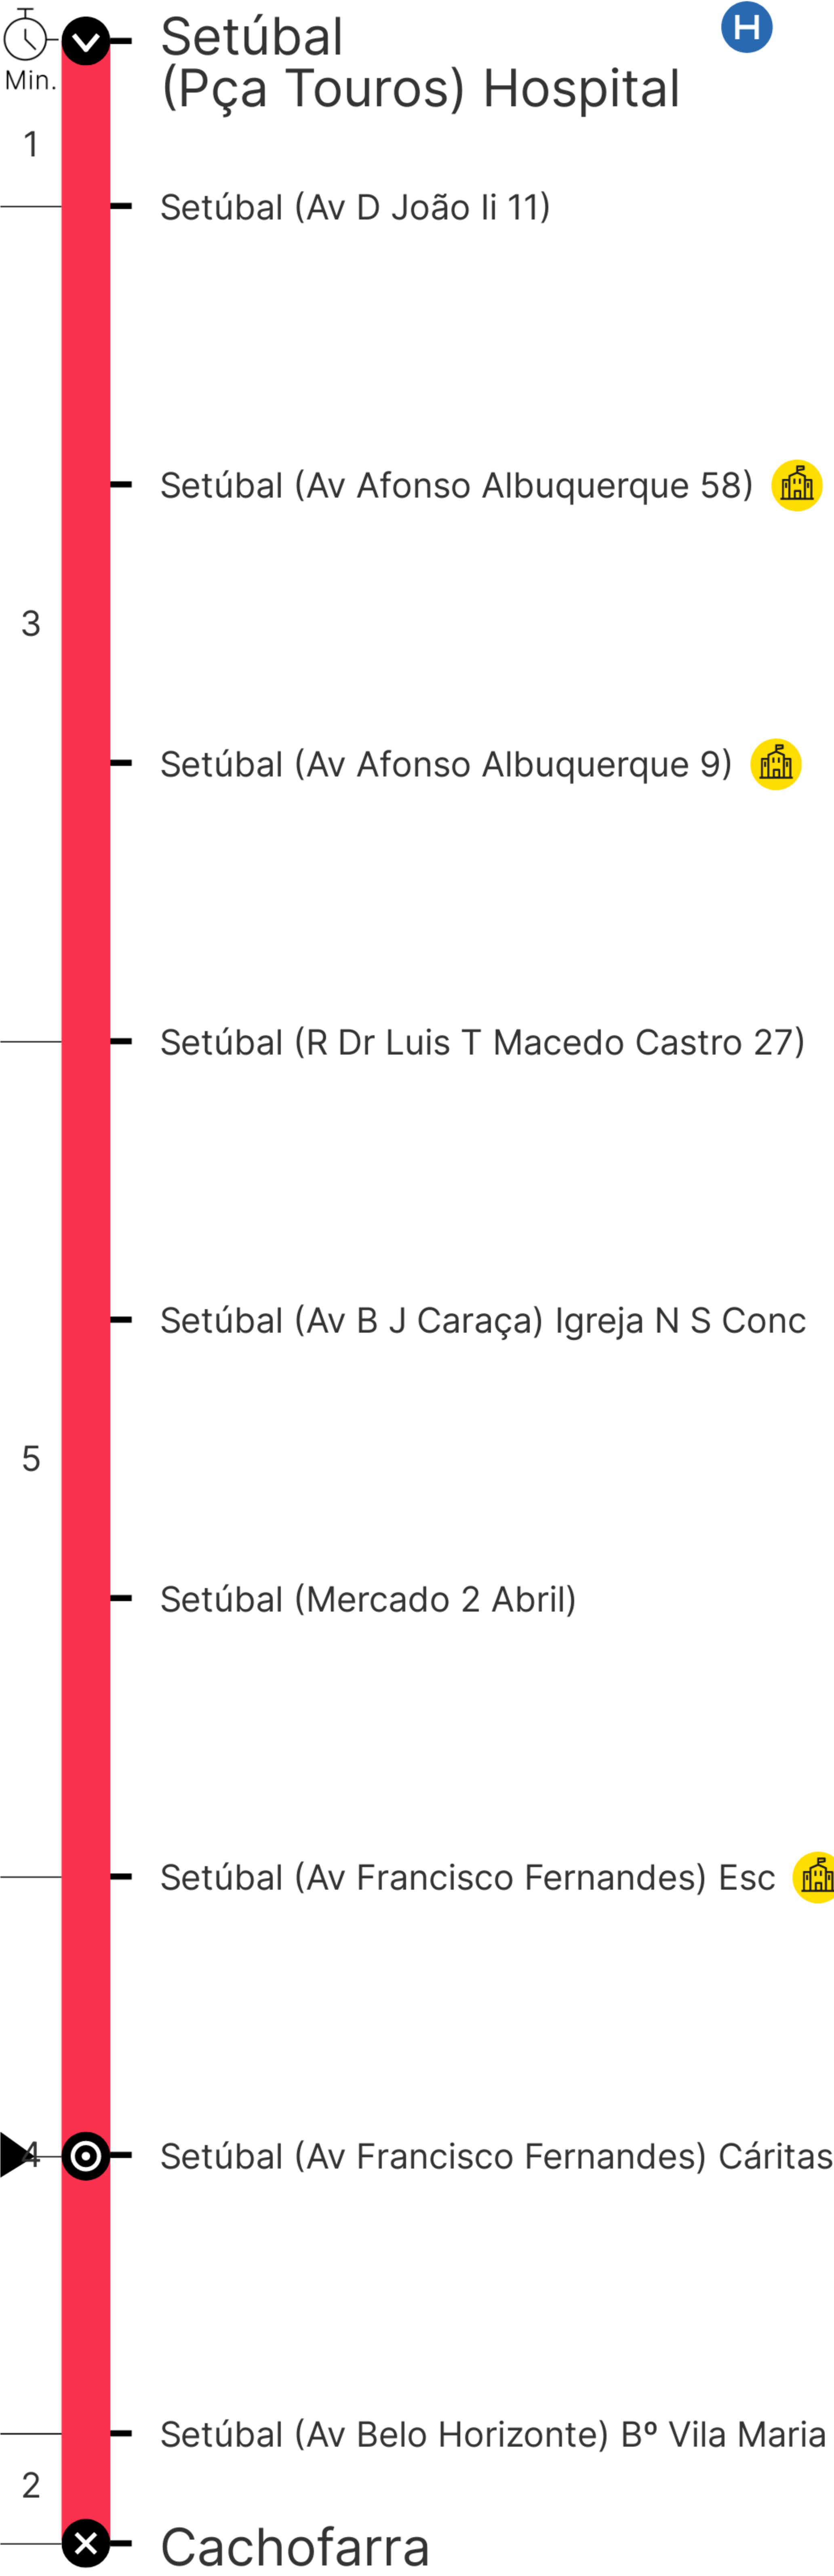 Setúbal
(Pça Touros) Hospital
H
Min.
1
Setúbal (Av D João Ii 11)
Setúbal (Av Afonso Albuquerque 58)
3
Setúbal (Av Afonso Albuquerque 9)
Setúbal (R Dr Luis T Macedo Castro 27)
Setúbal (Av B J Caraça) Igreja N S Conc
5
Setúbal (Mercado 2 Abril)
Setúbal (Av Francisco Fernandes) Esc
4
Setúbal (Av Francisco Fernandes) Cáritas
Setúbal (Av Belo Horizonte) Bº Vila Maria
2
Cachofarra